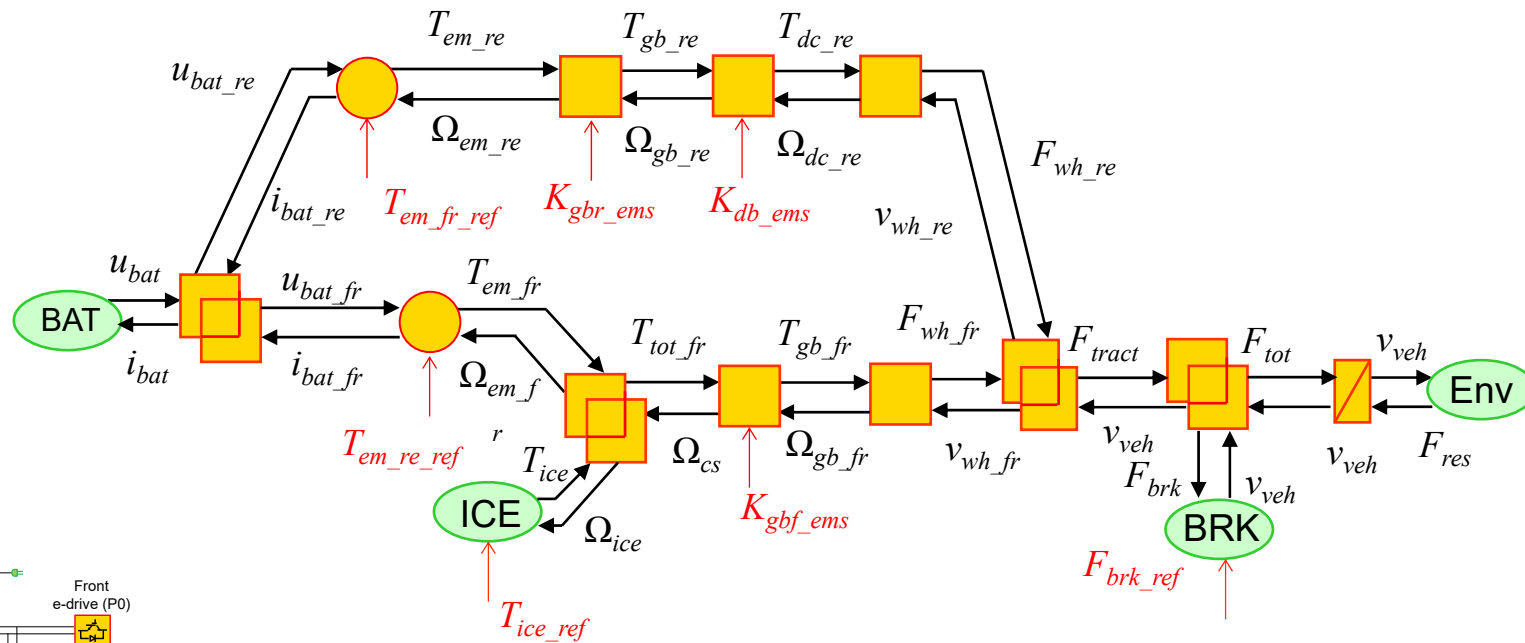 T_em_re
T_gb_re
T_dc_re
u_bat_re
Ω_em_re
Ω_gb_re
Ω_dc_re
F_wh_re
i_bat_re
T_em_fr_ref
K_gbr_ems
K_db_ems
v_wh_re
u_bat
u_bat_fr
T_em_fr
BAT
T_tot_fr
T_gb_fr
F_wh_fr
F_tract
F_tot
v_veh
i_bat
i_bat_fr
Ω_em_f
r
Env
T_em_re_ref
T_ice
Ω_cs
Ω_gb_fr
v_wh_fr
v_veh
v_veh
F_res
ICE
Ω_ice
K_gbf_ems
F_brk
v_veh
BRK
F_brk_ref
T_ice_ref
Front
e-drive (P0)